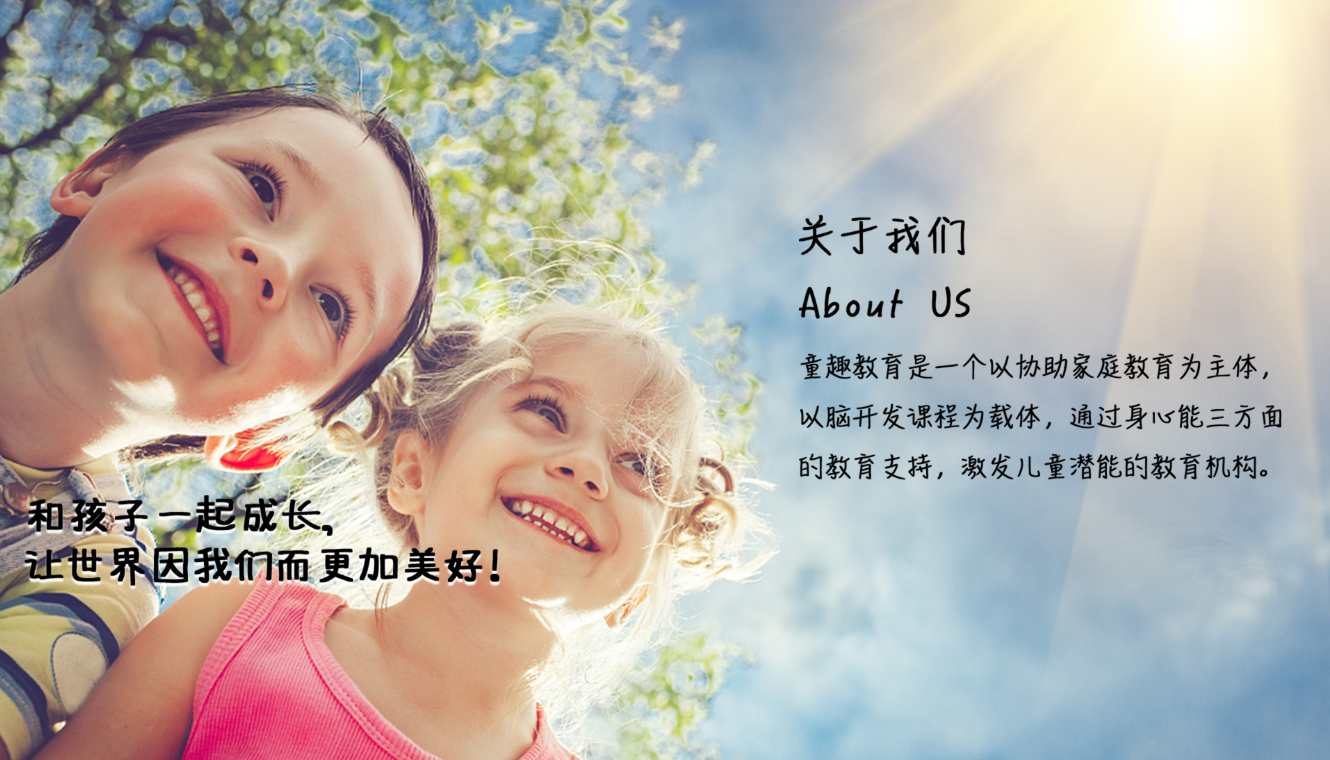 关于我们
About US
童趣教育是一个以协助家庭教育为主体，
以脑开发课程为载体，通过身心能三方面
的教育支持，激发儿童潜能的教育机构。
和孩子一起成长，
让世界因我们而更加美好！